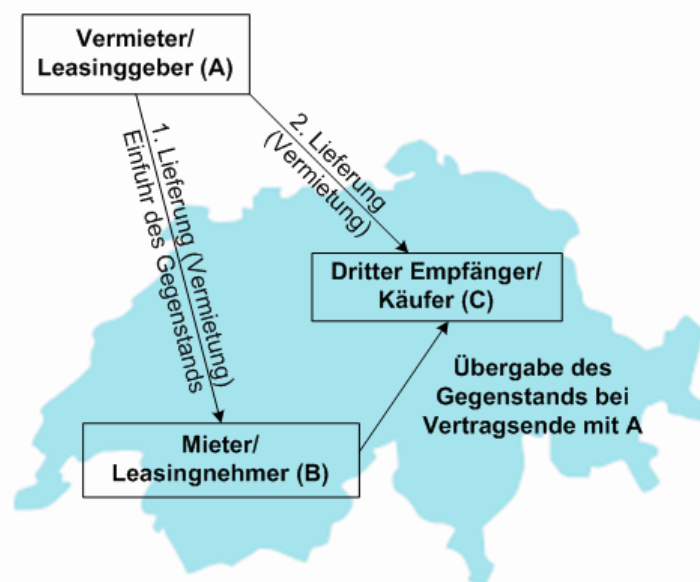 Vermieter/
Leasinggeber (A)
1. Lieferung (Vermietung)
Einfuhr des Gegenstands
2. Lieferung
(Vermietung)
Dritter Empfänger/
Käufer (C)
Übergabe des
Gegenstands bei
Vertragsende mit A
Mieter/
Leasingnehmer (B)